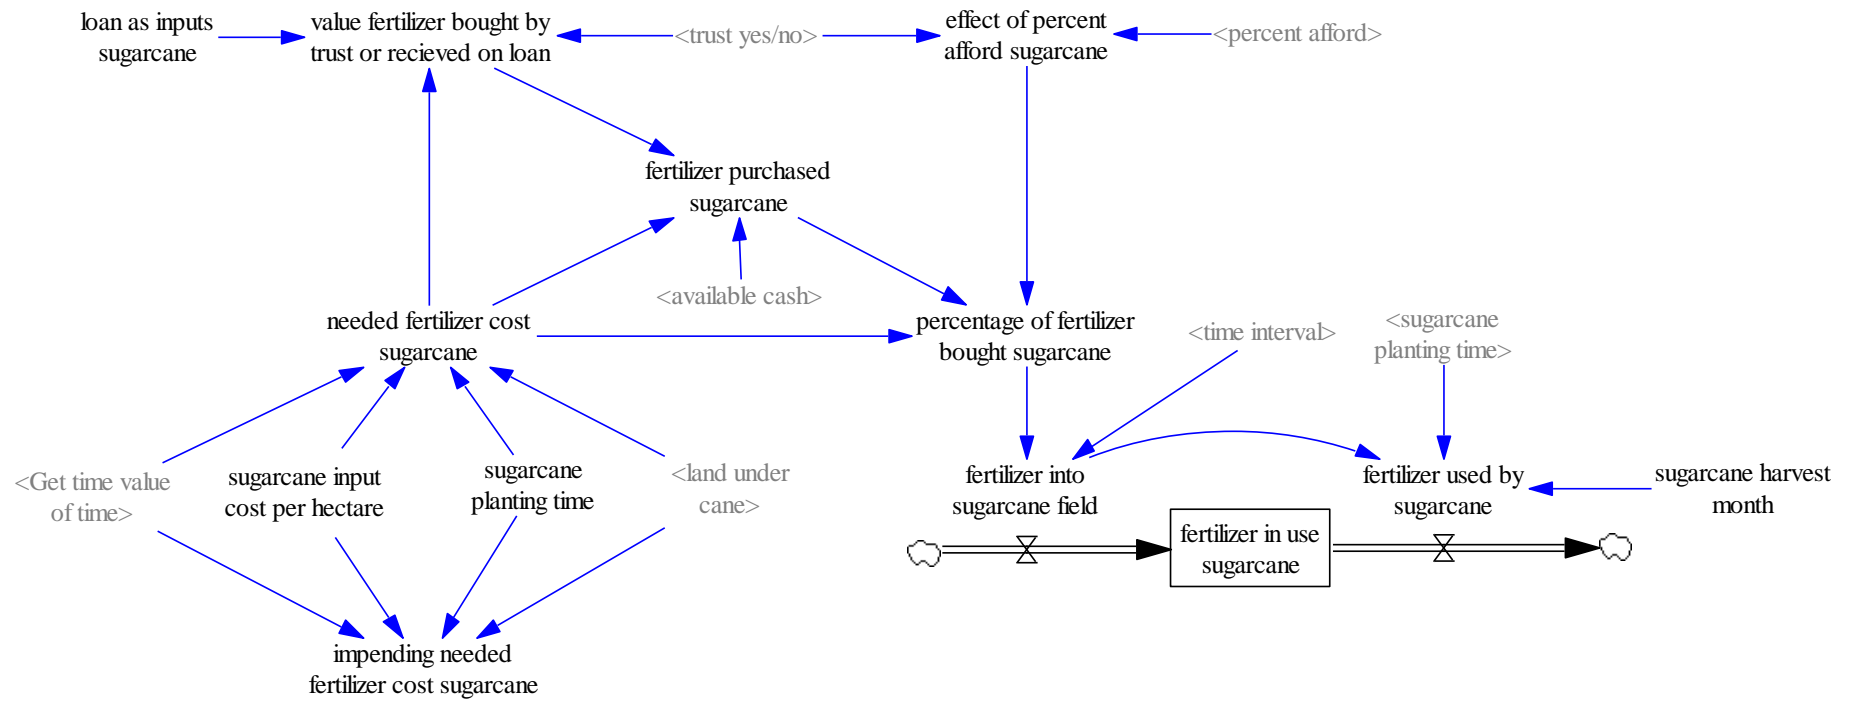 loan as inputs
sugarcane
value fertilizer bought by
trust or recieved on loan
<trust yes/no>
effect of percent
afford sugarcane
<percent afford>
fertilizer purchased
sugarcane
<available cash>
needed fertilizer cost
sugarcane
percentage of fertilizer
bought sugarcane
<time interval>
<sugarcane
planting time>
<Get time value
of time>
sugarcane input
cost per hectare
sugarcane
planting time
<land under
cane>
fertilizer into
sugarcane field
fertilizer used by
sugarcane
sugarcane harvest
month
fertilizer in use
sugarcane
impending needed
fertilizer cost sugarcane